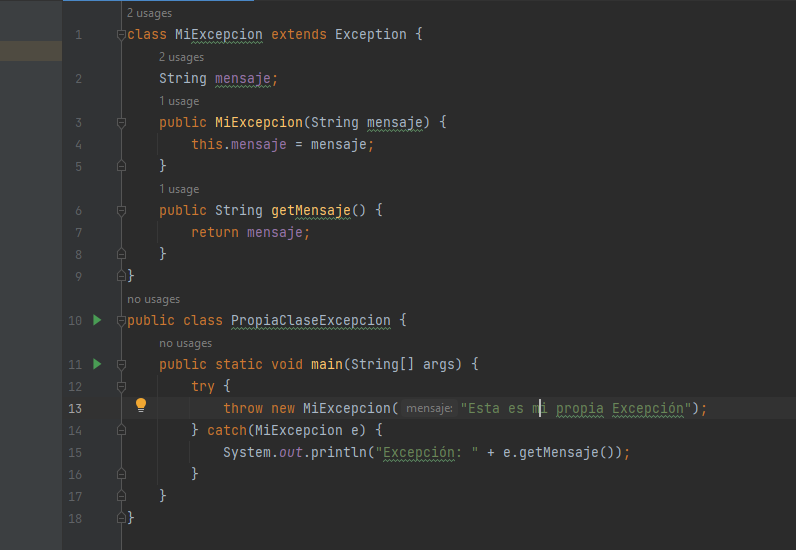 2 usages
1 class MiExcepcion extends Exception {
2 usages
2 String mensaje;
1 usage
3 public MiExcepcion(String mensaje) {
4 this.mensaje = mensaje;
5 }
1 usage
6 public String getMensaje() {
7 return mensaje;
8 }
9 }
no usages
10 public class PropiaClaseExcepcion {
no usages
11 public static void main(String[] args) {
12 try {
13 throw new MiExcepcion( mensaje: "Esta es mi propia Excepción");
14 } catch(MiExcepcion e) {
15 System.out.println("Excepción: " + e.getMensaje());
16 }
17 }
18 }